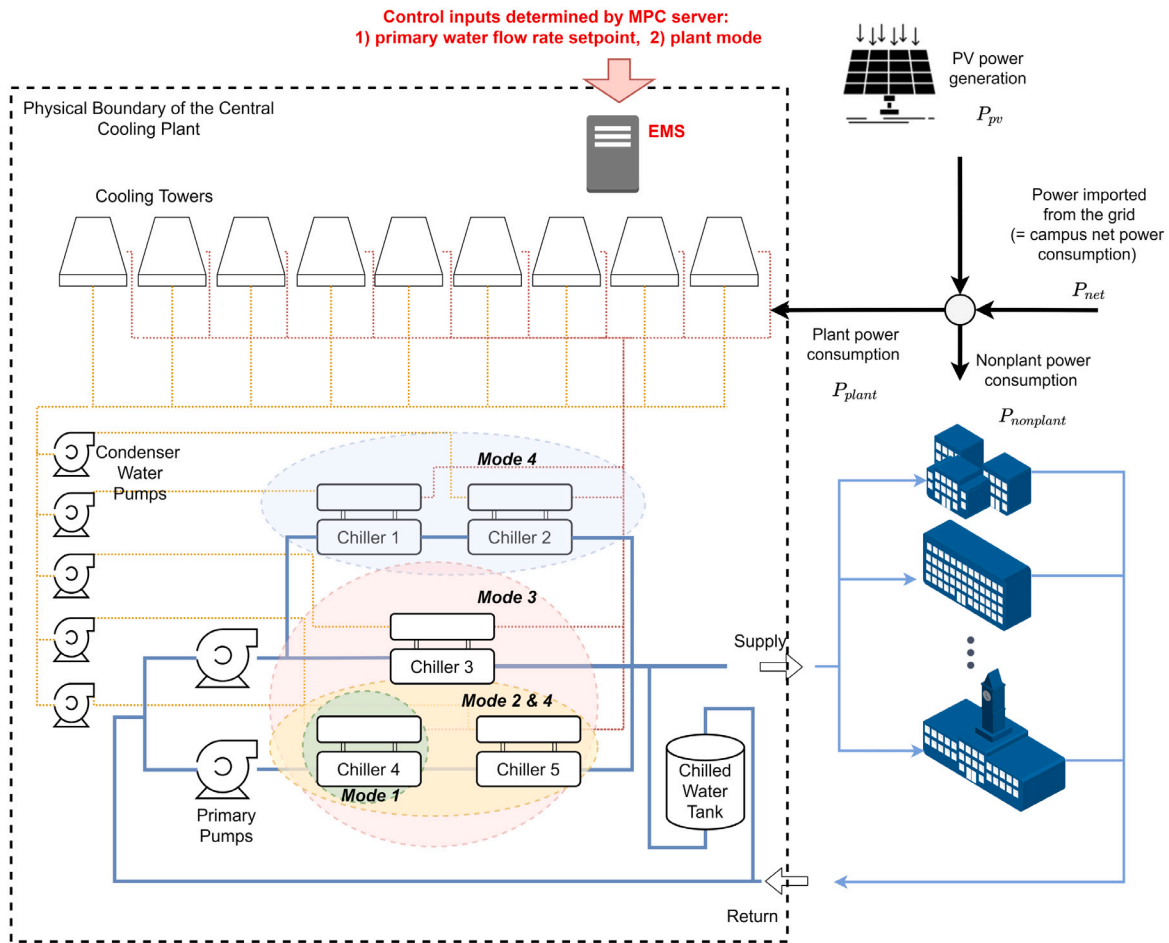 Control inputs determined by MPC server:
1) primary water flow rate setpoint, 2) plant mode
PV power
generation
P_pv
Physical Boundary of the Central
Cooling Plant
EMS
Cooling Towers
Power imported
from the grid
(= campus net power
consumption)
P_net
Plant power
consumption
P_plant
Nonplant power
consumption
P_nonplant
Condenser
Water
Pumps
Mode 4
Chiller 1
Chiller 2
Mode 3
Chiller 3
Supply
Mode 2 & 4
Chiller 4
Chiller 5
Mode 1
Primary
Pumps
Chilled
Water
Tank
Return